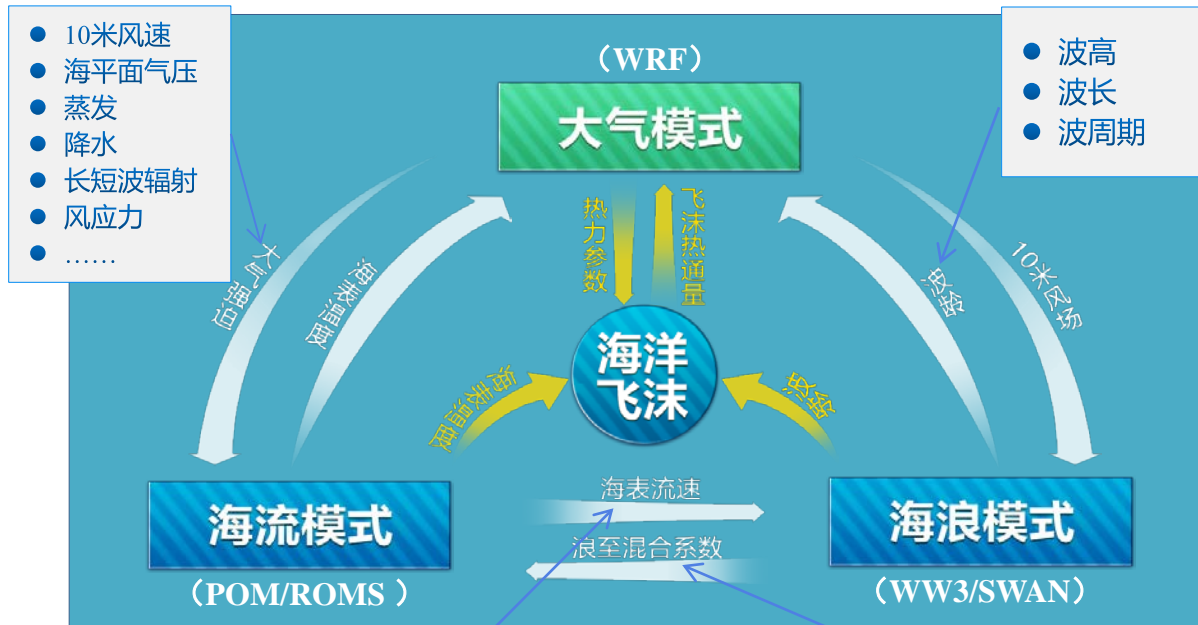 10米风速
海平面气压
蒸发
降水
长短波辐射
风应力
……
波高
波长
波周期
（WRF）
大气模式
热力参数
飞沫热通量
大气强迫
海表温度
波龄
10米风场
海洋
飞沫
海表温度
波龄
海流模式
（POM/ROMS ）
海表流速
浪至混合系数
海浪模式
（WW3/SWAN）